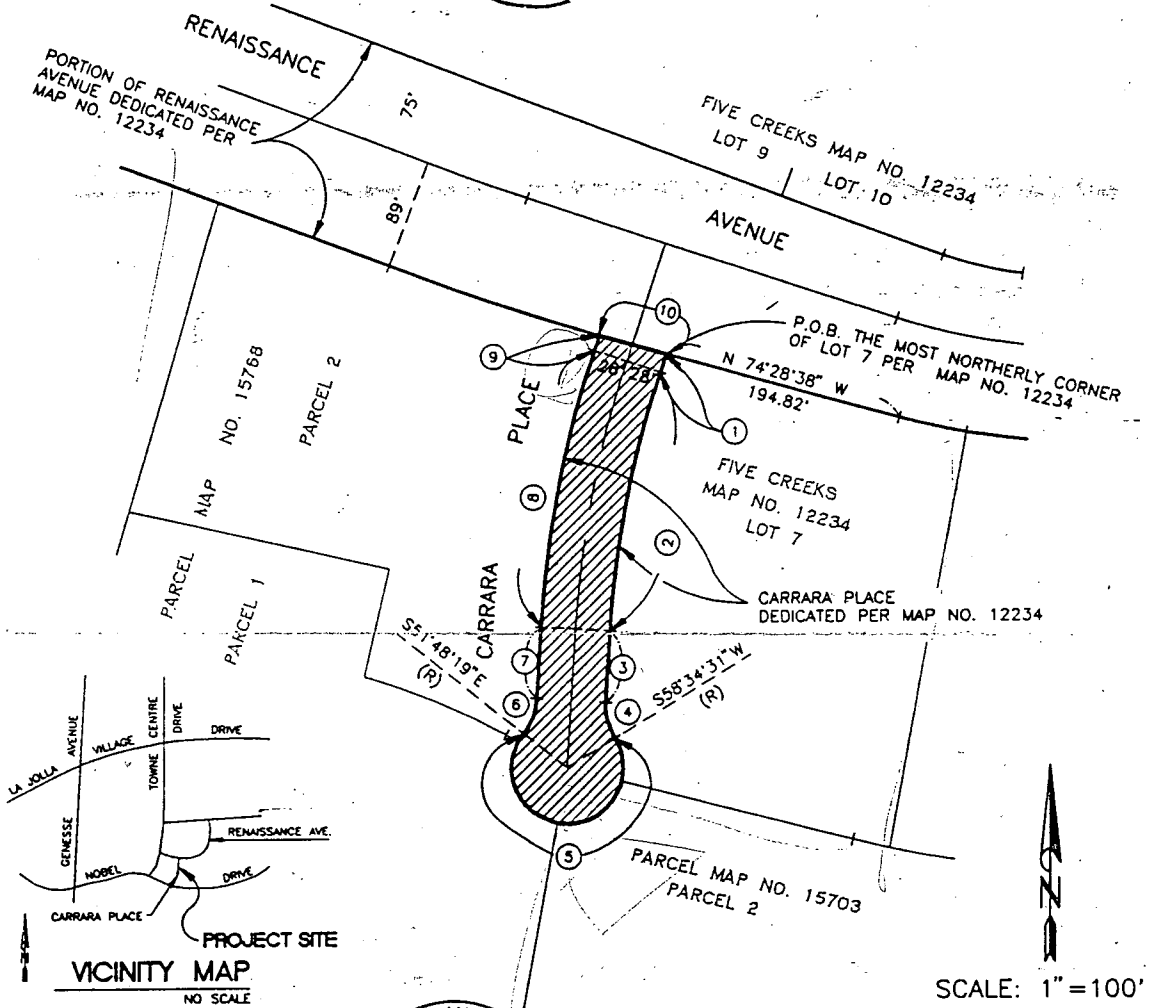 RENAISSANCE
PORTION OF RENAISSANCE
AVENUE DEDICATED PER
MAP NO. 12234
75'
FIVE CREEKS MAP NO. 12234
LOT 9
LOT 10
89'
AVENUE
10
P.O.B. THE MOST NORTHERLY CORNER
OF LOT 7 PER MAP NO. 12234
9
28' 28'
N 74°28'38" W
194.82'
1
PLACE
MAP NO. 15768
PARCEL 2
FIVE CREEKS
MAP NO. 12234
LOT 7
8
2
CARRARA
CARRARA PLACE
DEDICATED PER MAP NO. 12234
PARCEL
PARCEL 1
S51°48'19"E
(R)
7
3
S58°34'31"W
(R)
6
4
5
PARCEL MAP NO. 15703
PARCEL 2
LA JOLLA VILLAGE DRIVE
GENESSE AVENUE
TOWNE CENTRE DRIVE
RENAISSANCE AVE.
NOBEL DRIVE
CARRARA PLACE
PROJECT SITE
VICINITY MAP
NO SCALE
N
SCALE: 1"=100'